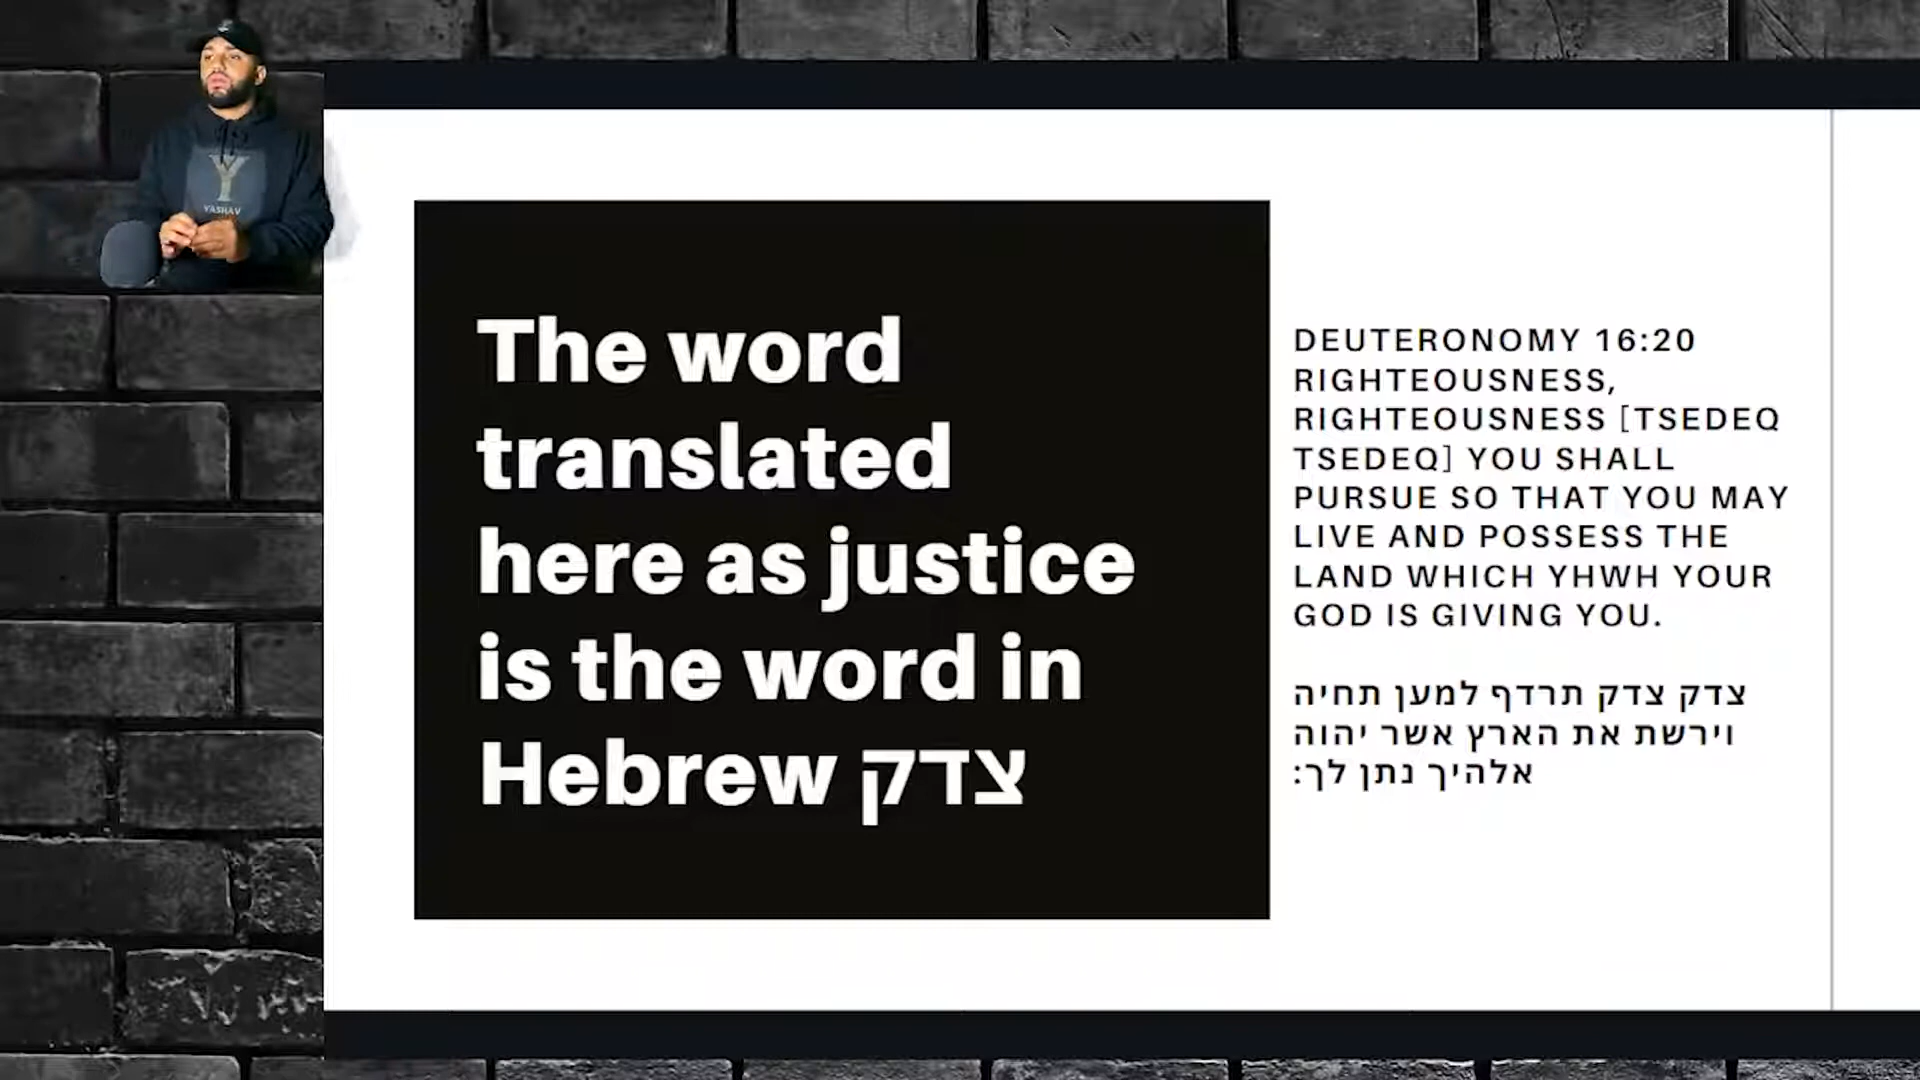 Y
YASHAV
The word
translated
here as justice
is the word in
Hebrew צדק
DEUTERONOMY 16:20
RIGHTEOUSNESS,
RIGHTEOUSNESS [TSEDEQ
TSEDEQ] YOU SHALL
PURSUE SO THAT YOU MAY
LIVE AND POSSESS THE
LAND WHICH YHWH YOUR
GOD IS GIVING YOU.
צדק צדק תרדף למען תחיה
וירשת את הארץ אשר יהוה
אלהיך נתן לך: